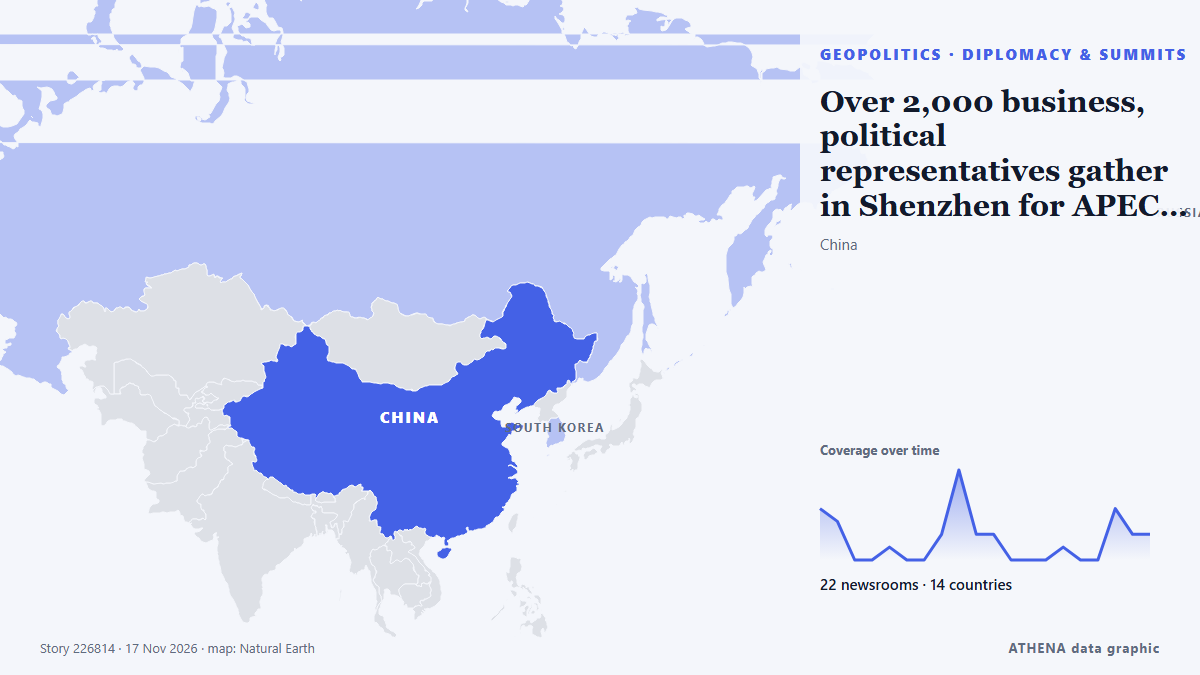 GEOPOLITICS · DIPLOMACY & SUMMITS
Over 2,000 business,
political
representatives gather
in Shenzhen for APEC...
China
CHINA
SOUTH KOREA
Coverage over time
22 newsrooms · 14 countries
Story 226814 · 17 Nov 2026 · map: Natural Earth
ATHENA data graphic